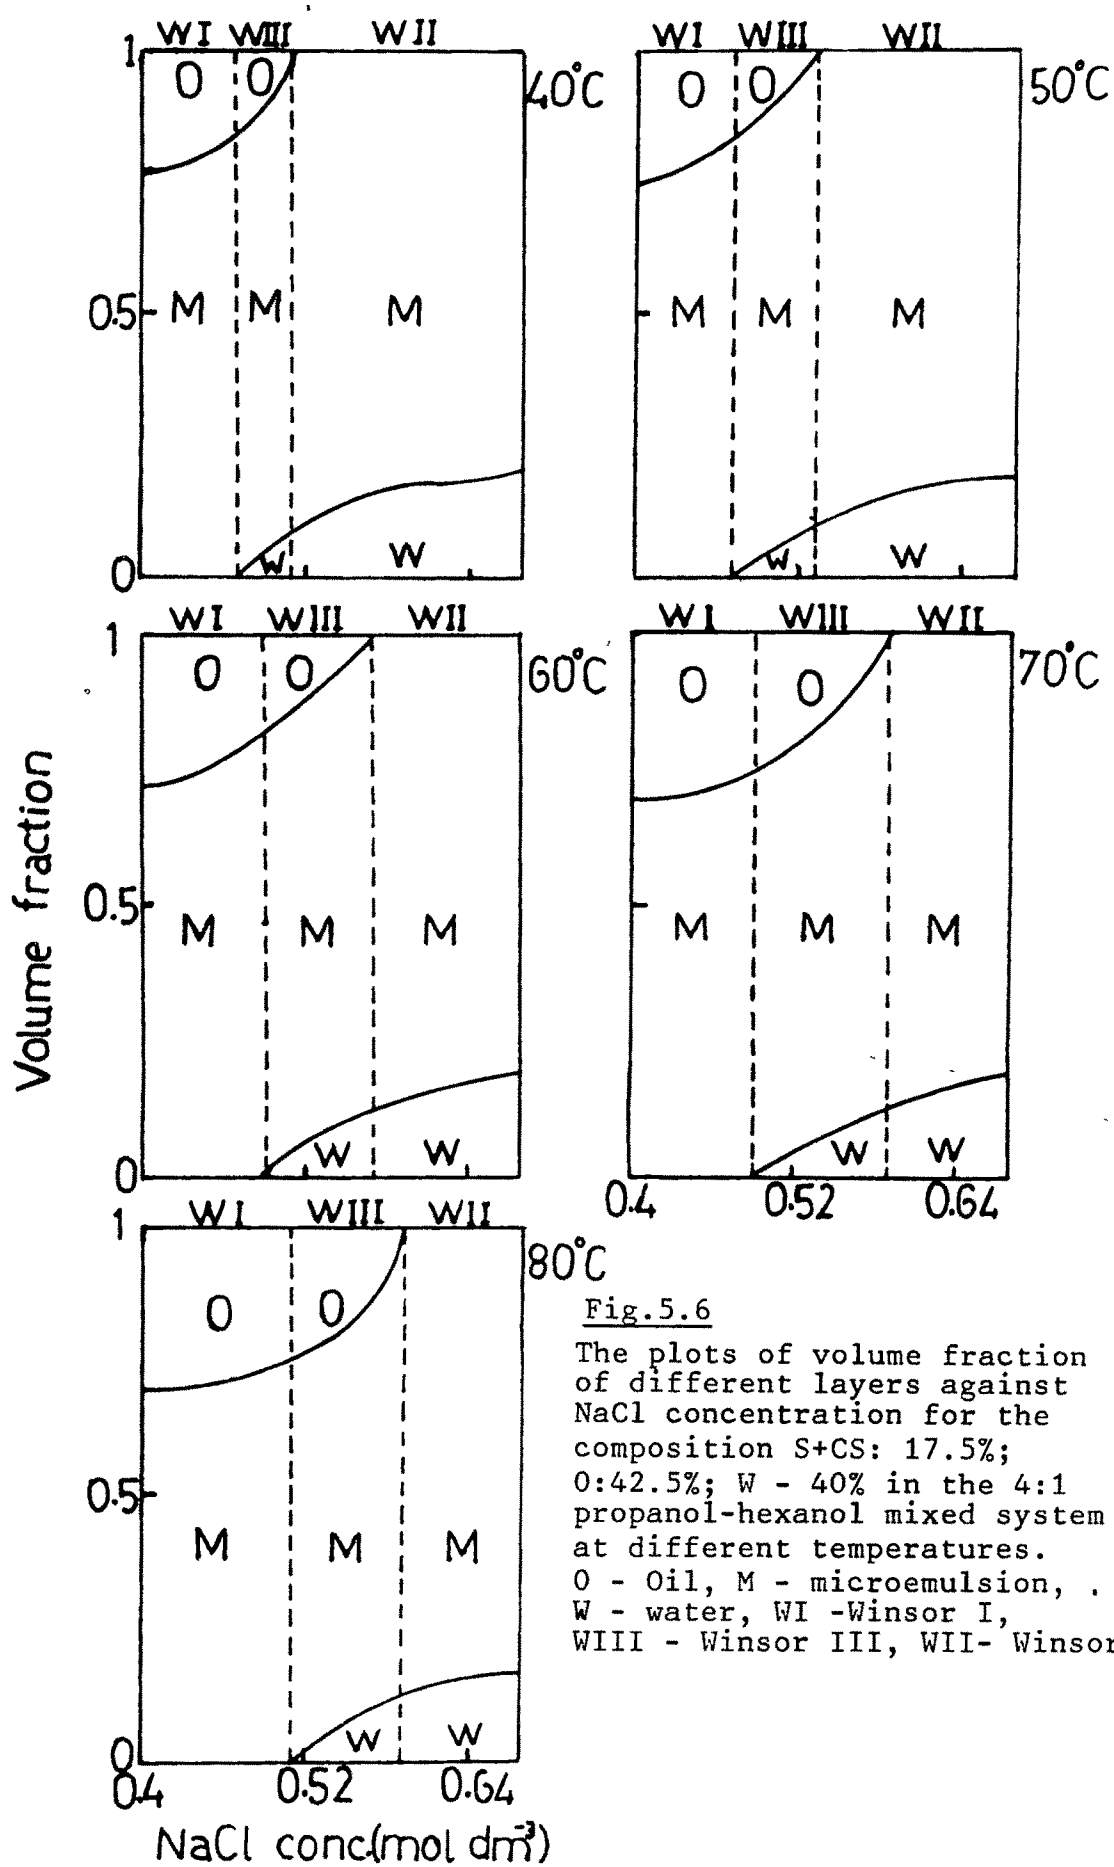 WI WIII WII
1
O O
40°C
0.5
M M M
W W
0
WI WIII WII
O O
50°C
M M M
W W
WI WIII WII
1
O O
60°C
0.5
M M M
W W
0
WI WIII WII
O O
70°C
M M M
W W
0.4 0.52 0.64
Volume fraction
WI WIII WII
1
O O
80°C
0.5
M M M
W W
0
0.4 0.52 0.64
NaCl conc.(mol dm⁻³)
Fig.5.6
The plots of volume fraction
of different layers against
NaCl concentration for the
composition S+CS: 17.5%;
O:42.5%; W - 40% in the 4:1
propanol-hexanol mixed system
at different temperatures.
O - Oil, M - microemulsion,
W - water, WI -Winsor I,
WIII - Winsor III, WII- Winsor